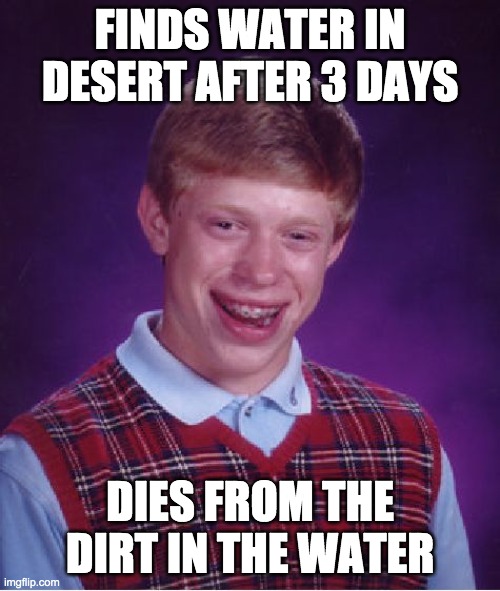 FINDS WATER IN
DESERT AFTER 3 DAYS
DIES FROM THE
DIRT IN THE WATER
imgflip.com